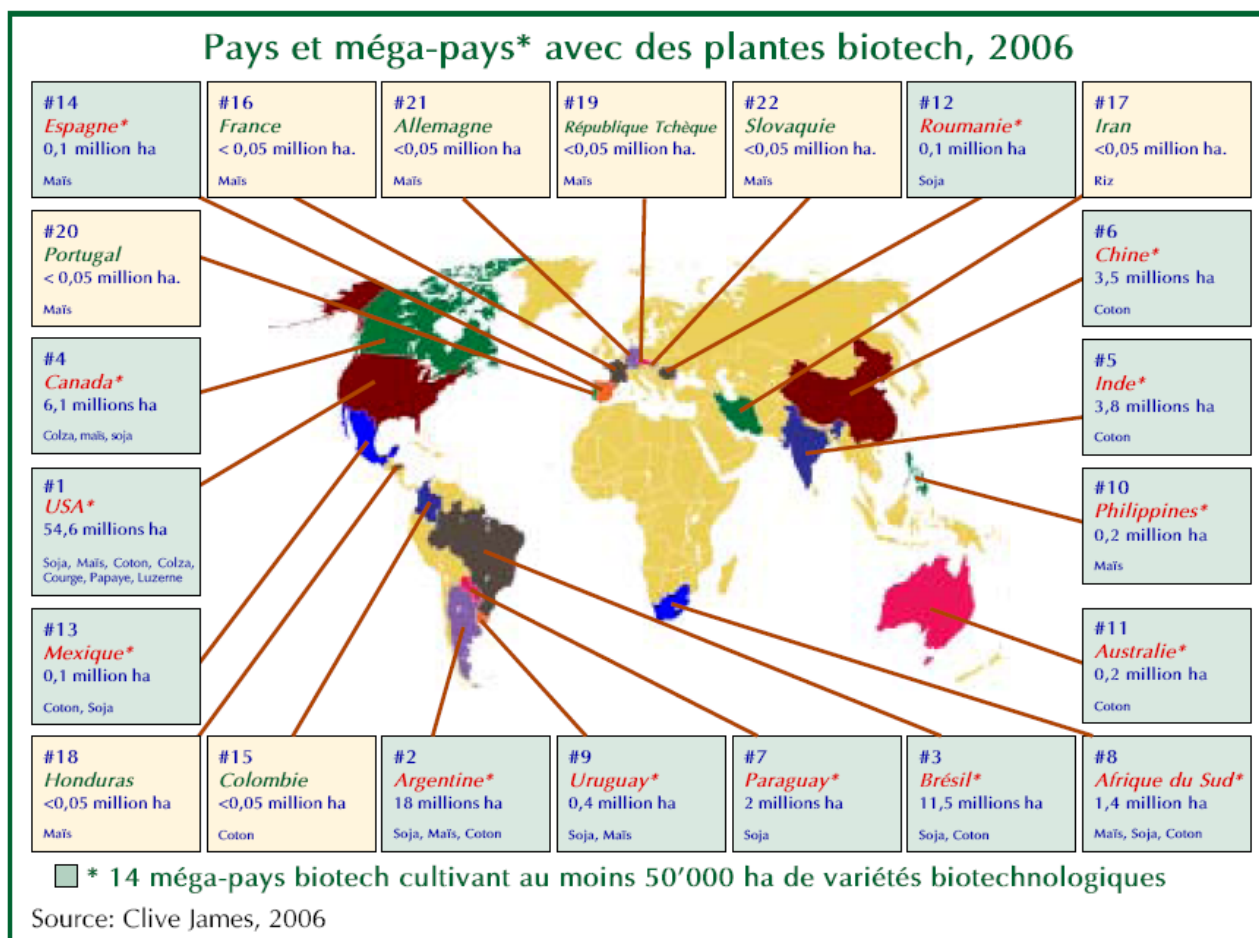 Pays et méga-pays* avec des plantes biotech, 2006
#14
Espagne*
0,1 million ha
Maïs
#16
France
< 0,05 million ha.
Maïs
#21
Allemagne
<0,05 million ha
Maïs
#19
République Tchèque
<0,05 million ha.
Maïs
#22
Slovaquie
<0,05 million ha.
Maïs
#12
Roumanie*
0,1 million ha
Soja
#17
Iran
<0,05 million ha.
Riz
#20
Portugal
< 0,05 million ha.
Maïs
#6
Chine*
3,5 millions ha
Coton
#4
Canada*
6,1 millions ha
Colza, maïs, soja
#5
Inde*
3,8 millions ha
Coton
#1
USA*
54,6 millions ha
Soja, Maïs, Coton, Colza,
Courge, Papaye, Luzerne
#10
Philippines*
0,2 million ha
Maïs
#13
Mexique*
0,1 million ha
Coton, Soja
#11
Australie*
0,2 million ha
Coton
#18
Honduras
<0,05 million ha
Maïs
#15
Colombie
<0,05 million ha
Coton
#2
Argentine*
18 millions ha
Soja, Maïs, Coton
#9
Uruguay*
0,4 million ha
Soja, Maïs
#7
Paraguay*
2 millions ha
Soja
#3
Brésil*
11,5 millions ha
Soja, Coton
#8
Afrique du Sud*
1,4 million ha
Maïs, Soja, Coton
* 14 méga-pays biotech cultivant au moins 50’000 ha de variétés biotechnologiques
Source: Clive James, 2006